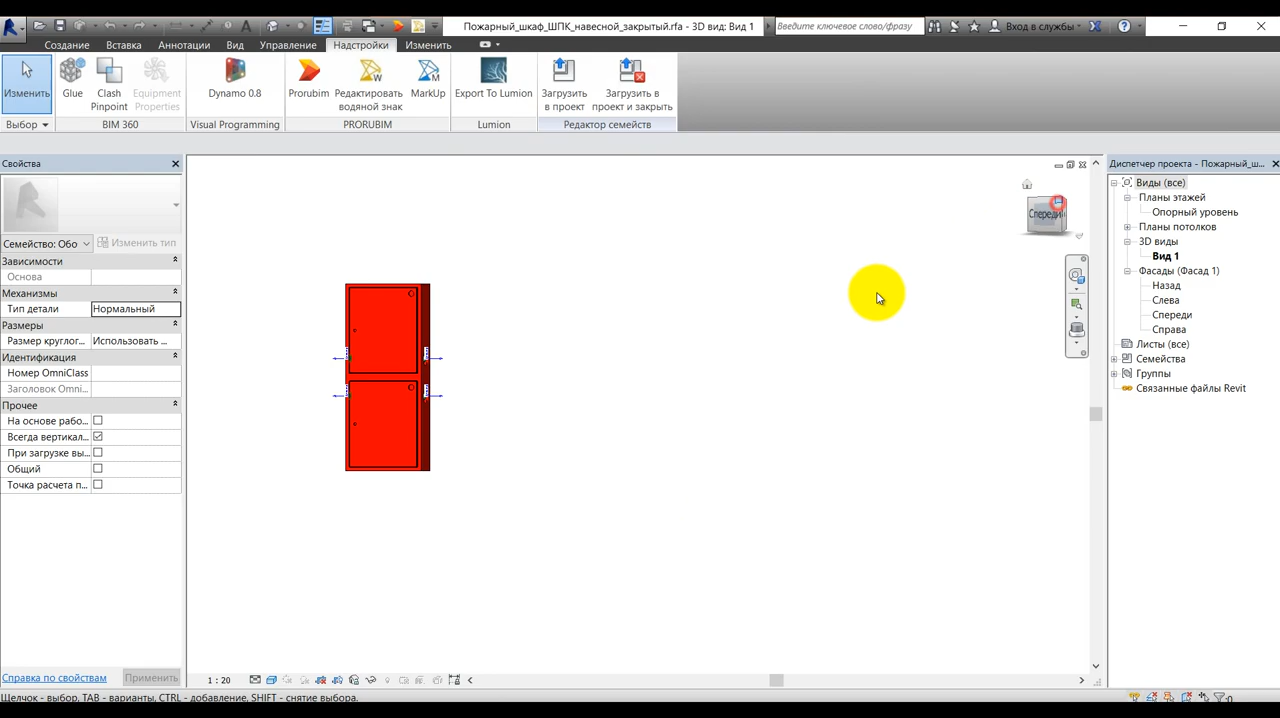 Пожарный_шкаф_ШПК_навесной_закрытый.rfa - 3D вид: Вид 1
Введите ключевое слово/фразу
Вход в службы
Создание
Вставка
Аннотации
Вид
Управление
Надстройки
Изменить
Изменить
Glue
Clash
Pinpoint
Equipment
Properties
Dynamo 0.8
Prorubim
Редактировать
водяной знак
MarkUp
Export To Lumion
Загрузить
в проект
Загрузить в
проект и закрыть
Выбор
BIM 360
Visual Programming
PRORUBIM
Lumion
Редактор семейств
Свойства
Семейство: Обо
Изменить тип
Зависимости
Основа
Механизмы
Тип детали
Нормальный
Размеры
Размер круглог...
Использовать ...
Идентификация
Номер OmniClass
Заголовок Omni...
Прочее
На основе рабо...
Всегда вертикал...
При загрузке вы...
Общий
Точка расчета п...
Справка по свойствам
Применить
Спереди
1 : 20
Диспетчер проекта - Пожарный_ш...
Виды (все)
Планы этажей
Опорный уровень
Планы потолков
3D виды
Вид 1
Фасады (Фасад 1)
Назад
Слева
Спереди
Справа
Листы (все)
Семейства
Группы
Связанные файлы Revit
Щелчок - выбор, TAB - варианты, CTRL - добавление, SHIFT - снятие выбора.
:0